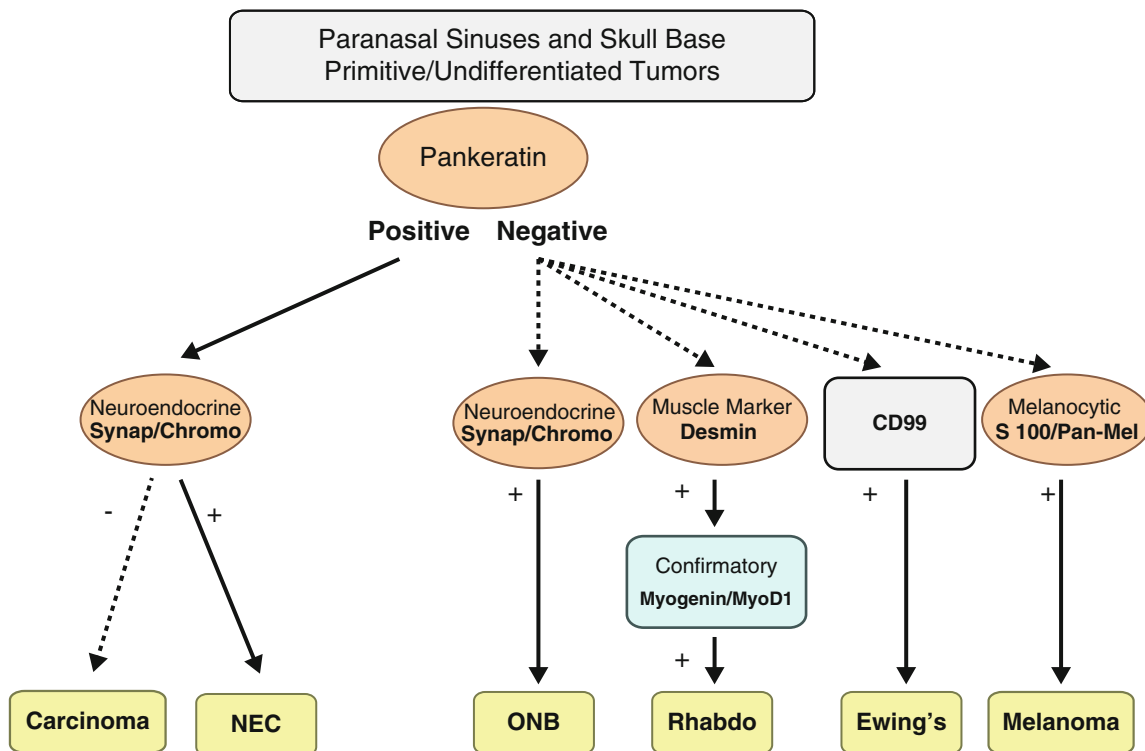 Paranasal Sinuses and Skull Base
Primitive/Undifferentiated Tumors
Pankeratin
Positive Negative
Neuroendocrine
Synap/Chromo
Neuroendocrine
Synap/Chromo
Muscle Marker
Desmin
CD99
Melanocytic
S 100/Pan-Mel
-
+
+
+
+
+
Confirmatory
Myogenin/MyoD1
+
Carcinoma
NEC
ONB
Rhabdo
Ewing's
Melanoma